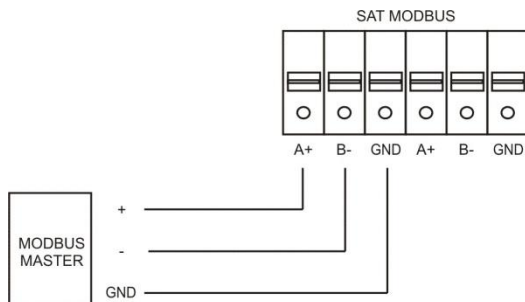 SAT MODBUS
A+ B- GND A+ B- GND
+
MODBUS
MASTER
-
GND